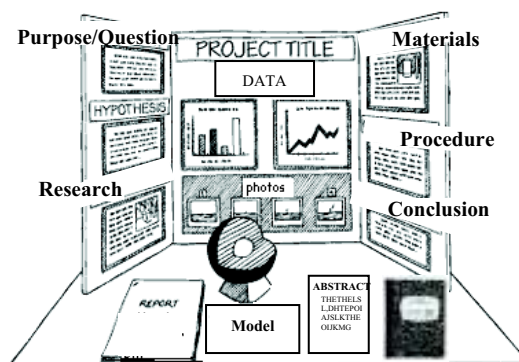 Purpose/Question
HYPOTHESIS
Research
PROJECT TITLE
DATA
photos
Materials
Procedure
Conclusion
REPORT
Model
ABSTRACT
THETHELS
L,DHTEPOI
AJSLKTHE
OIJKMG